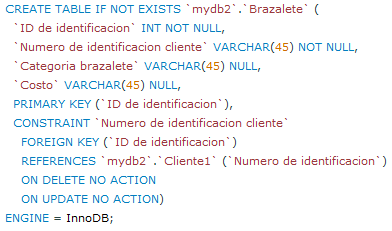 CREATE TABLE IF NOT EXISTS `mydb2`.`Brazalete` (
`ID de identificacion` INT NOT NULL,
`Numero de identificacion cliente` VARCHAR(45) NOT NULL,
`Categoria brazalete` VARCHAR(45) NULL,
`Costo` VARCHAR(45) NULL,
PRIMARY KEY (`ID de identificacion`),
CONSTRAINT `Numero de identificacion cliente`
FOREIGN KEY (`ID de identificacion`)
REFERENCES `mydb2`.`Cliente1` (`Numero de identificacion`)
ON DELETE NO ACTION
ON UPDATE NO ACTION)
ENGINE = InnoDB;